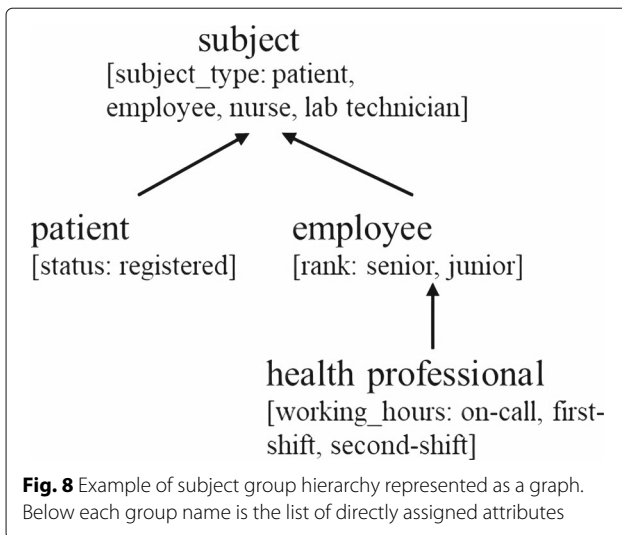 subject
[subject_type: patient,
employee, nurse, lab technician]
patient
[status: registered]
employee
[rank: senior, junior]
health professional
[working_hours: on-call, first-
shift, second-shift]
Fig. 8 Example of subject group hierarchy represented as a graph.
Below each group name is the list of directly assigned attributes